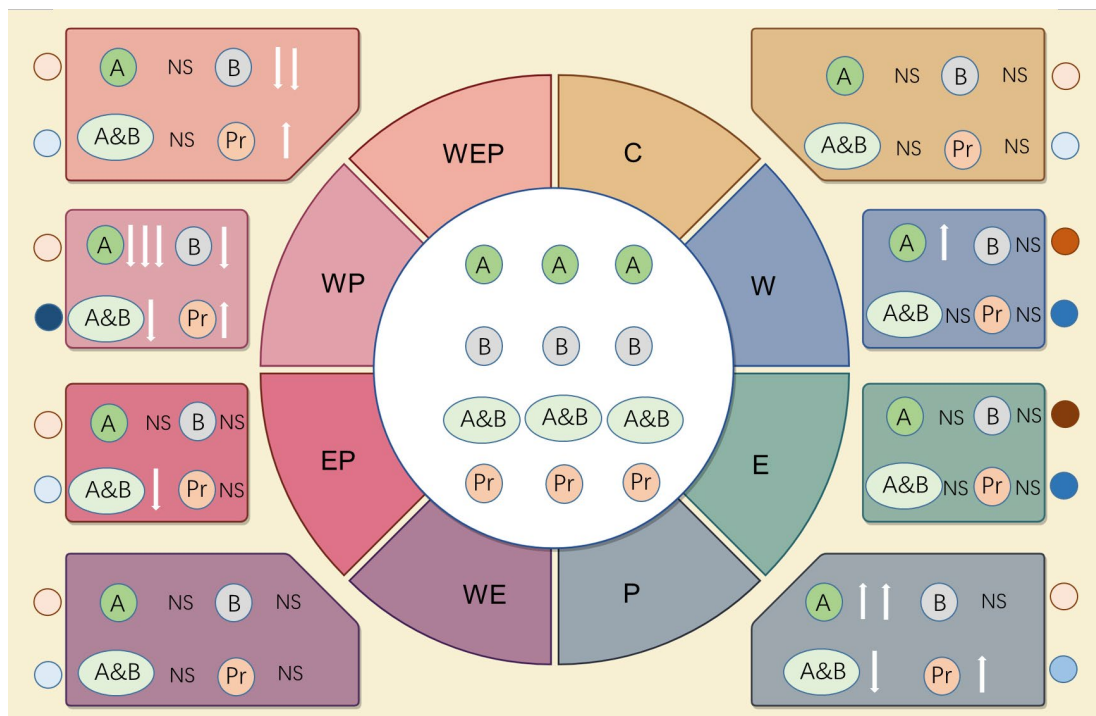 A NS B
A&B NS Pr
A NS B NS
A&B NS Pr NS
WEP
C
A B
A&B Pr
WP
W
A B NS
A&B NS Pr NS
A A A
B B B
A&B A&B A&B
Pr Pr Pr
A NS B NS
A&B Pr NS
EP
E
A NS B NS
A&B NS Pr NS
WE
P
A NS B NS
A&B NS Pr NS
A B NS
A&B Pr